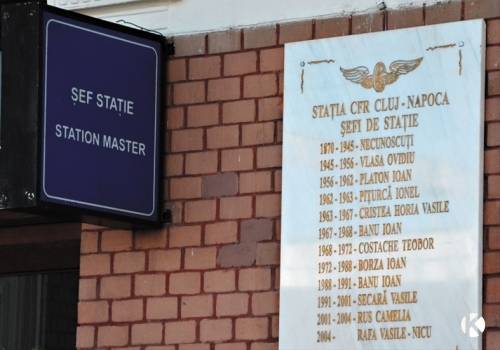 ȘEF STAȚIE
STATION MASTER
STAȚIA CFR CLUJ - NAPOCA
ȘEFI DE STAȚIE
1870 - 1945 - NECUNOSCUȚI
1945 - 1956 - VLASA OVIDIU
1956 - 1962 - PLATON IOAN
1962 - 1963 - PIȚURCĂ IONEL
1963 - 1967 - CRISTEA HORIA VASILE
1967 - 1968 - BANU IOAN
1968 - 1972 - COSTACHE TEOBOR
1972 - 1988 - BORZA IOAN
1988 - 1991 - BANU IOAN
1991 - 2001 - SECARĂ VASILE
2001 - 2004 - RUS CAMELIA
2004 - RAFA VASILE - NICU
K